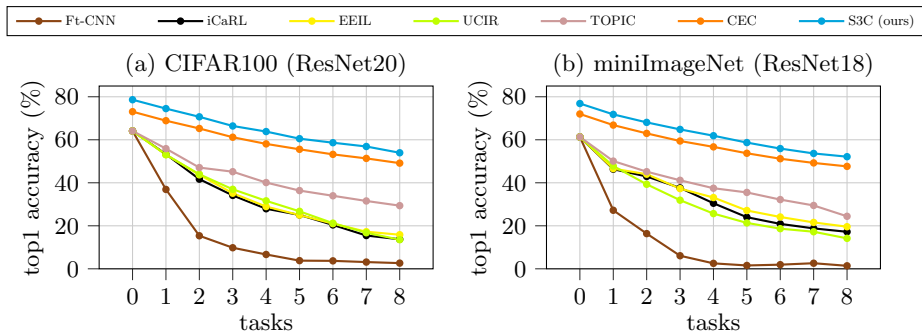 Ft-CNN iCaRL EEIL UCIR TOPIC CEC S3C (ours)
(a) CIFAR100 (ResNet20)
top1 accuracy (%)
80
60
40
20
0
0 1 2 3 4 5 6 7 8
tasks
(b) miniImageNet (ResNet18)
top1 accuracy (%)
80
60
40
20
0
0 1 2 3 4 5 6 7 8
tasks